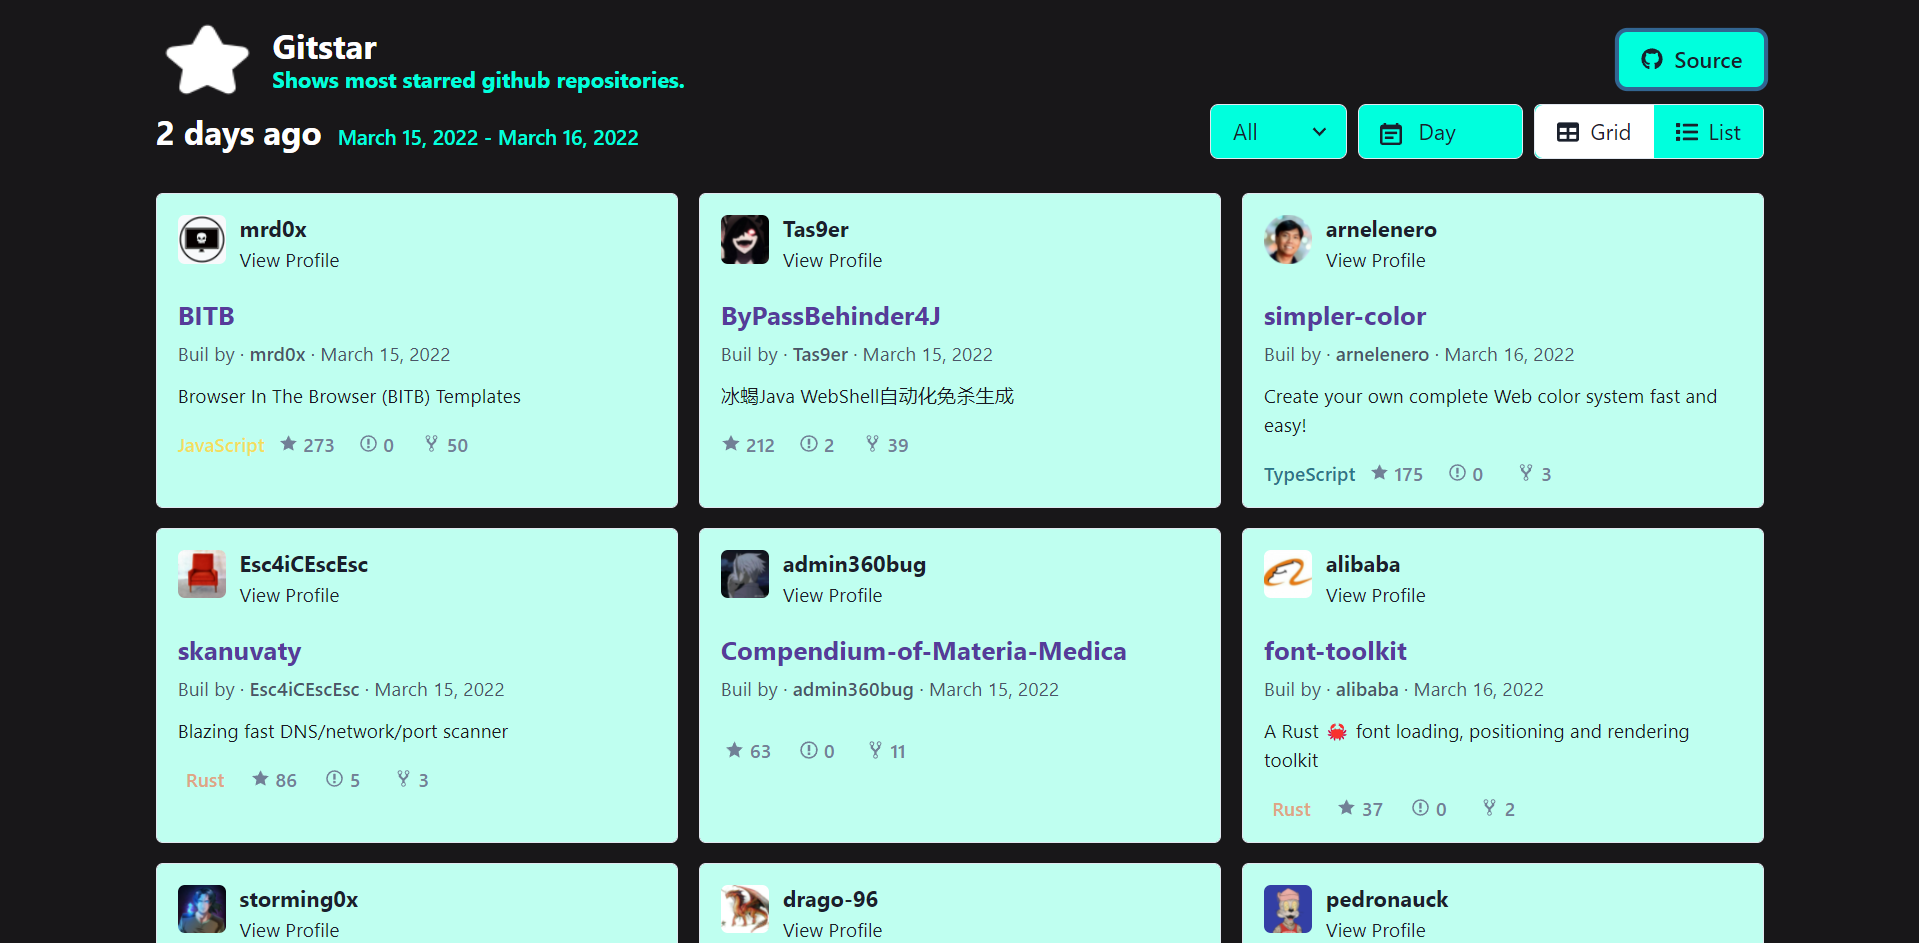 Gitstar
Shows most starred github repositories.
Source
2 days ago March 15, 2022 - March 16, 2022
All Day Grid List
mrd0x
View Profile
BITB
Buil by · mrd0x · March 15, 2022
Browser In The Browser (BITB) Templates
JavaScript 273 0 50
Tas9er
View Profile
ByPassBehinder4J
Buil by · Tas9er · March 15, 2022
冰蝎Java WebShell自动化免杀生成
212 2 39
arnelenero
View Profile
simpler-color
Buil by · arnelenero · March 16, 2022
Create your own complete Web color system fast and
easy!
TypeScript 175 0 3
Esc4iCEscEsc
View Profile
skanuvaty
Buil by · Esc4iCEscEsc · March 15, 2022
Blazing fast DNS/network/port scanner
Rust 86 5 3
admin360bug
View Profile
Compendium-of-Materia-Medica
Buil by · admin360bug · March 15, 2022
63 0 11
alibaba
View Profile
font-toolkit
Buil by · alibaba · March 16, 2022
A Rust 🦀 font loading, positioning and rendering
toolkit
Rust 37 0 2
storming0x
View Profile
drago-96
View Profile
pedronauck
View Profile